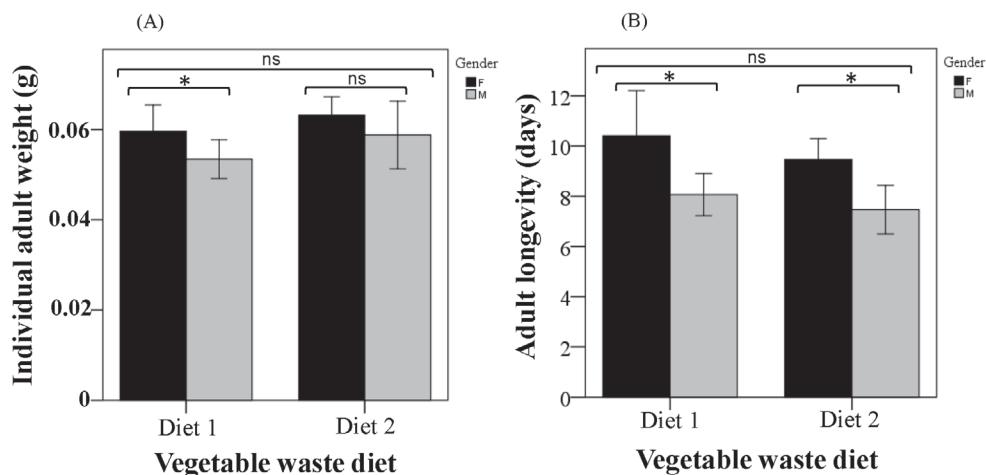 (A)
ns
* ns
Gender
F
M
Individual adult weight (g)
0.06
0.04
0.02
0
Diet 1 Diet 2
Vegetable waste diet
(B)
ns
* *
Gender
F
M
Adult longevity (days)
12
10
8
6
4
2
0
Diet 1 Diet 2
Vegetable waste diet